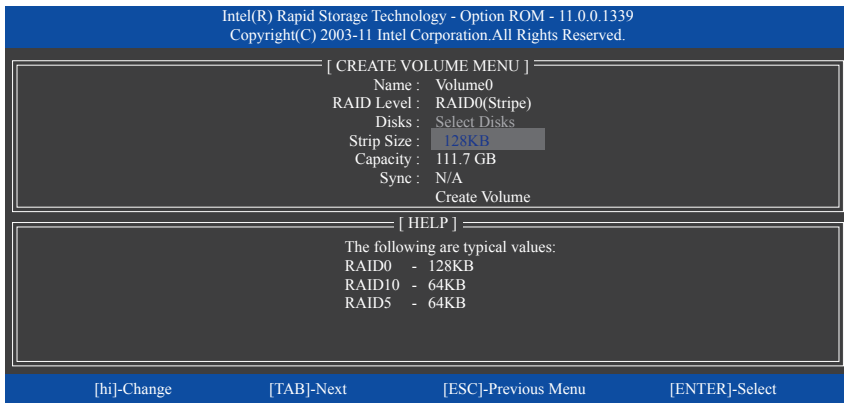 Intel(R) Rapid Storage Technology - Option ROM - 11.0.0.1339
Copyright(C) 2003-11 Intel Corporation.All Rights Reserved.
[ CREATE VOLUME MENU ]
Name : Volume0
RAID Level : RAID0(Stripe)
Disks : Select Disks
Strip Size : 128KB
Capacity : 111.7 GB
Sync : N/A
Create Volume
[ HELP ]
The following are typical values:
RAID0 - 128KB
RAID10 - 64KB
RAID5 - 64KB
[hi]-Change [TAB]-Next [ESC]-Previous Menu [ENTER]-Select